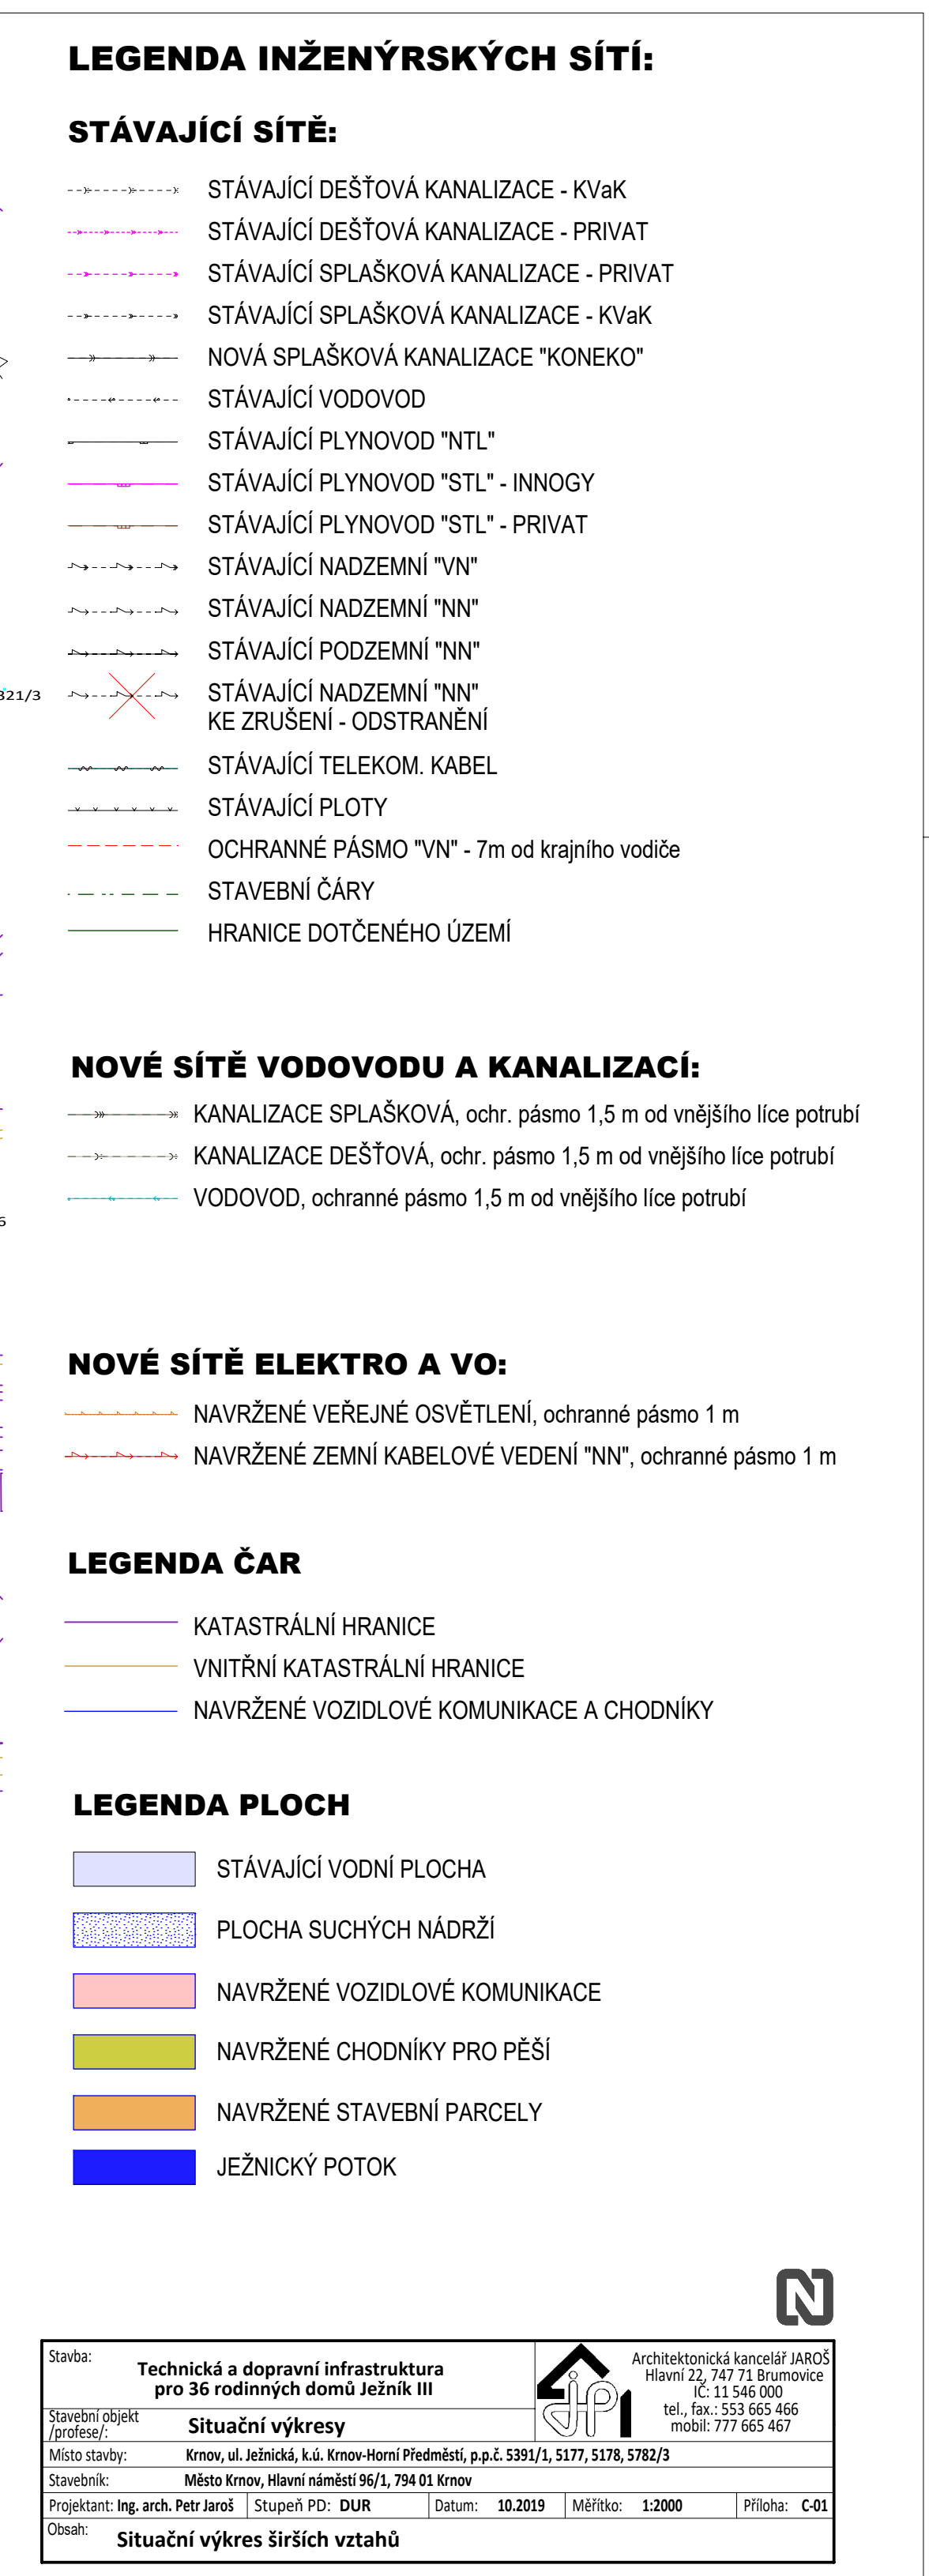 LEGENDA INŽENÝRSKÝCH SÍTÍ:
STÁVAJÍCÍ SÍTĚ:
STÁVAJÍCÍ DEŠŤOVÁ KANALIZACE - KVaK
STÁVAJÍCÍ DEŠŤOVÁ KANALIZACE - PRIVAT
STÁVAJÍCÍ SPLAŠKOVÁ KANALIZACE - PRIVAT
STÁVAJÍCÍ SPLAŠKOVÁ KANALIZACE - KVaK
NOVÁ SPLAŠKOVÁ KANALIZACE "KONEKO"
STÁVAJÍCÍ VODOVOD
STÁVAJÍCÍ PLYNOVOD "NTL"
STÁVAJÍCÍ PLYNOVOD "STL" - INNOGY
STÁVAJÍCÍ PLYNOVOD "STL" - PRIVAT
STÁVAJÍCÍ NADZEMNÍ "VN"
STÁVAJÍCÍ NADZEMNÍ "NN"
STÁVAJÍCÍ PODZEMNÍ "NN"
321/3
STÁVAJÍCÍ NADZEMNÍ "NN"
KE ZRUŠENÍ - ODSTRANĚNÍ
STÁVAJÍCÍ TELEKOM. KABEL
STÁVAJÍCÍ PLOTY
OCHRANNÉ PÁSMO "VN" - 7m od krajního vodiče
STAVEBNÍ ČÁRY
HRANICE DOTČENÉHO ÚZEMÍ
NOVÉ SÍTĚ VODOVODU A KANALIZACÍ:
KANALIZACE SPLAŠKOVÁ, ochr. pásmo 1,5 m od vnějšího líce potrubí
KANALIZACE DEŠŤOVÁ, ochr. pásmo 1,5 m od vnějšího líce potrubí
VODOVOD, ochranné pásmo 1,5 m od vnějšího líce potrubí
6
NOVÉ SÍTĚ ELEKTRO A VO:
NAVRŽENÉ VEŘEJNÉ OSVĚTLENÍ, ochranné pásmo 1 m
NAVRŽENÉ ZEMNÍ KABELOVÉ VEDENÍ "NN", ochranné pásmo 1 m
LEGENDA ČAR
KATASTRÁLNÍ HRANICE
VNITŘNÍ KATASTRÁLNÍ HRANICE
NAVRŽENÉ VOZIDLOVÉ KOMUNIKACE A CHODNÍKY
LEGENDA PLOCH
STÁVAJÍCÍ VODNÍ PLOCHA
PLOCHA SUCHÝCH NÁDRŽÍ
NAVRŽENÉ VOZIDLOVÉ KOMUNIKACE
NAVRŽENÉ CHODNÍKY PRO PĚŠÍ
NAVRŽENÉ STAVEBNÍ PARCELY
JEŽNICKÝ POTOK
N
Stavba:
Technická a dopravní infrastruktura
pro 36 rodinných domů Ježník III
Architektonická kancelář JAROŠ
Hlavní 22, 747 71 Brumovice
IČ: 11 546 000
tel., fax.: 553 665 466
mobil: 777 665 467
Stavební objekt
/profese/: Situační výkresy
Místo stavby: Krnov, ul. Ježnická, k.ú. Krnov-Horní Předměstí, p.p.č. 5391/1, 5177, 5178, 5782/3
Stavebník: Město Krnov, Hlavní náměstí 96/1, 794 01 Krnov
Projektant: Ing. arch. Petr Jaroš Stupeň PD: DUR Datum: 10.2019 Měřítko: 1:2000 Příloha: C-01
Obsah: Situační výkres širších vztahů